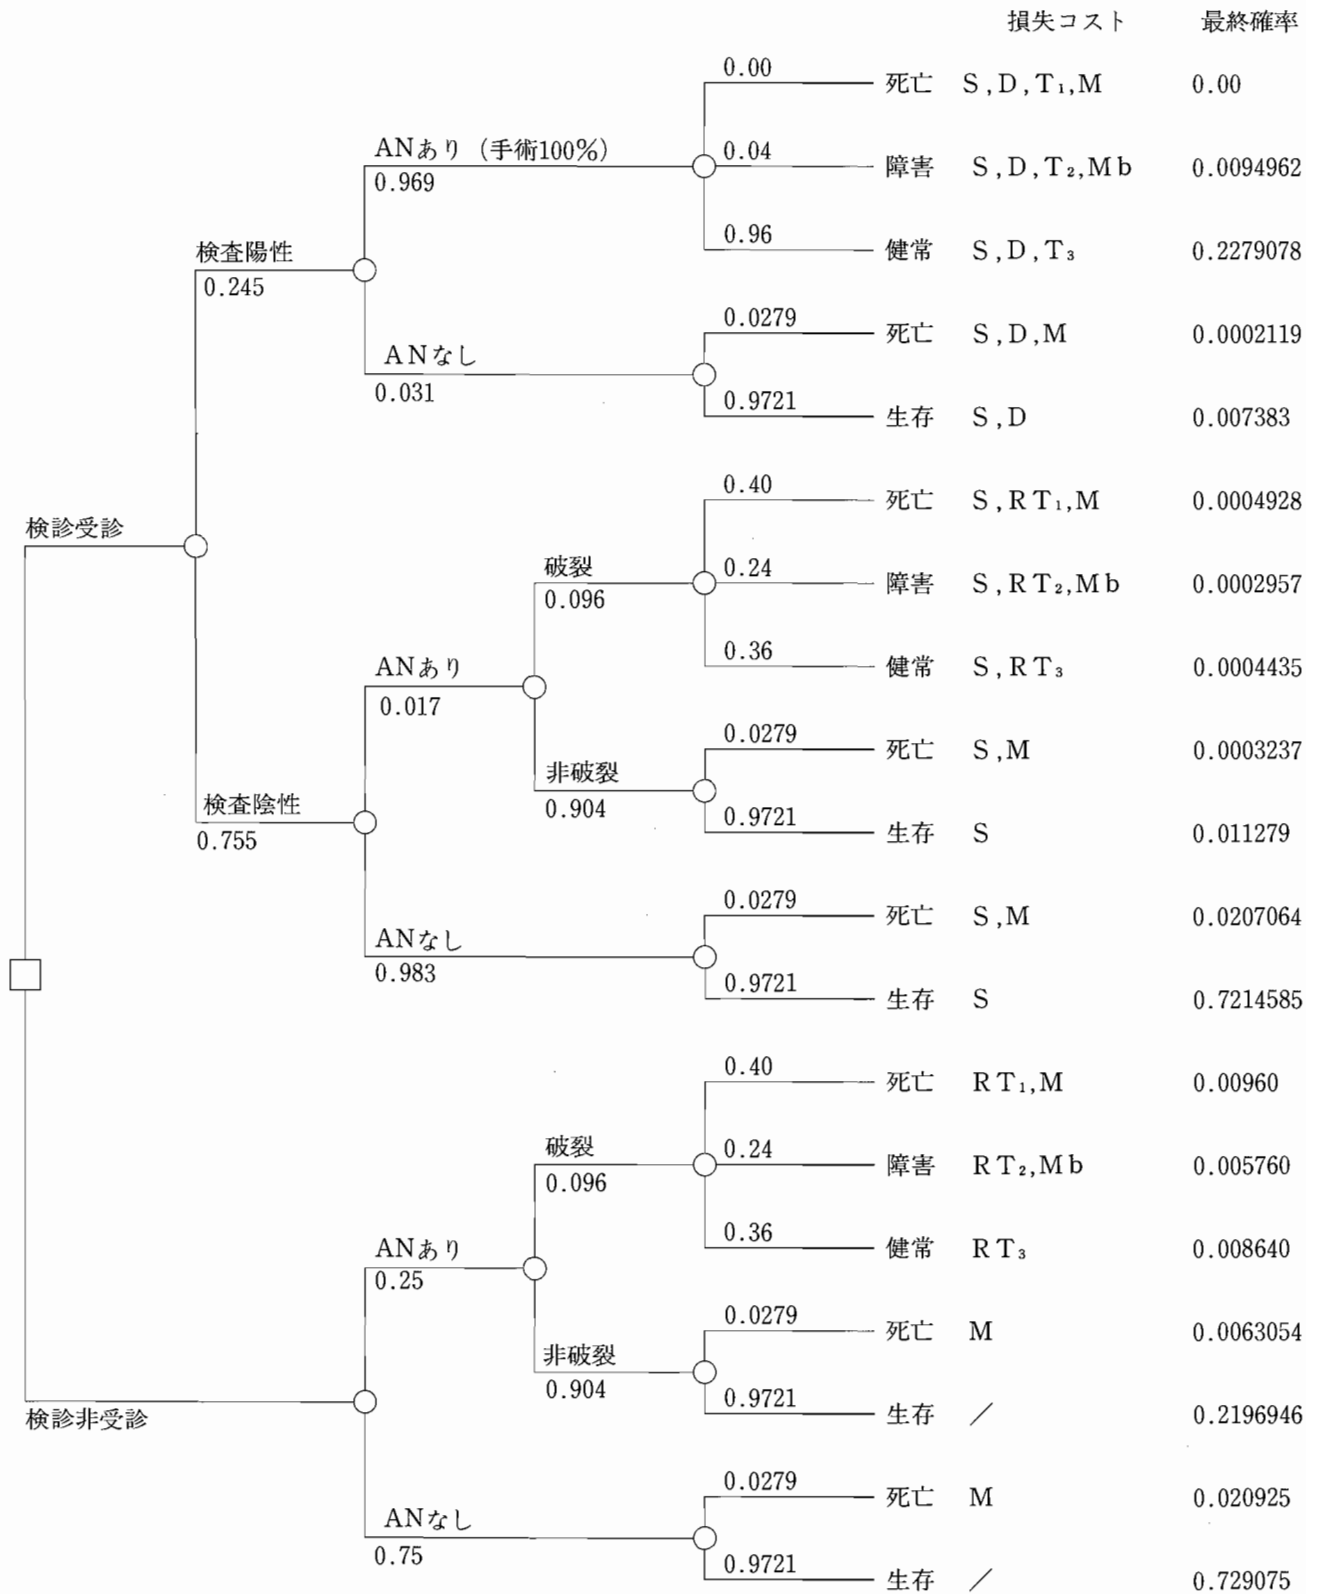 損失コスト 最終確率
0.00 死亡 S,D,T₁,M 0.00
ANあり (手術100%) 0.04 障害 S,D,T₂,Mb 0.0094962
0.969
0.96 健常 S,D,T₃ 0.2279078
検査陽性
0.245
0.0279 死亡 S,D,M 0.0002119
ANなし
0.031
0.9721 生存 S,D 0.007383
0.40 死亡 S,RT₁,M 0.0004928
検診受診
破裂 0.24 障害 S,RT₂,Mb 0.0002957
0.096
0.36 健常 S,RT₃ 0.0004435
ANあり
0.017
0.0279 死亡 S,M 0.0003237
非破裂
0.904
検査陰性 0.9721 生存 S 0.011279
0.755
0.0279 死亡 S,M 0.0207064
ANなし
0.983
0.9721 生存 S 0.7214585
0.40 死亡 RT₁,M 0.00960
破裂 0.24 障害 RT₂,Mb 0.005760
0.096
0.36 健常 RT₃ 0.008640
ANあり
0.25
0.0279 死亡 M 0.0063054
非破裂
0.904
0.9721 生存 / 0.2196946
検診非受診
0.0279 死亡 M 0.020925
ANなし
0.75
0.9721 生存 / 0.729075